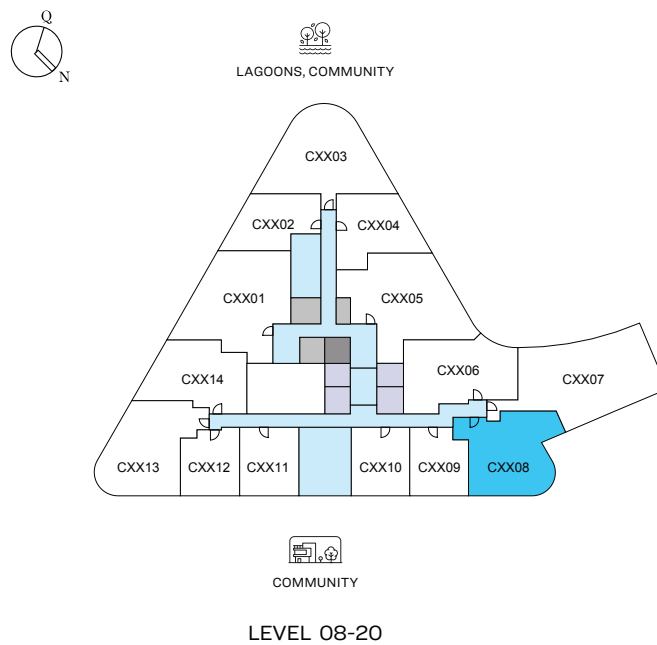 Q
N
LAGOONS, COMMUNITY
CXX03
CXX02
CXX04
CXX01
CXX05
CXX06
CXX14
CXX07
CXX13
CXX12
CXX11
CXX10
CXX09
CXX08
COMMUNITY
LEVEL 08-20